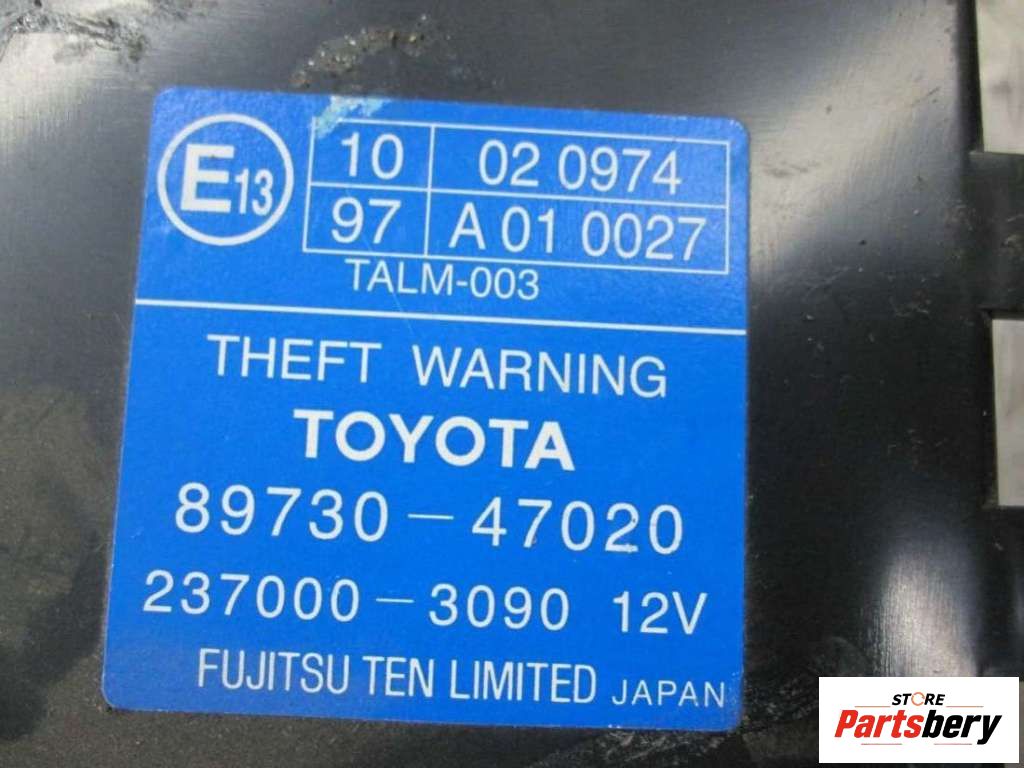 E13
10 02 0974
97 A 01 0027
TALM-003
THEFT WARNING
TOYOTA
89730-47020
237000-3090 12V
FUJITSU TEN LIMITED JAPAN
STORE
Partsbery